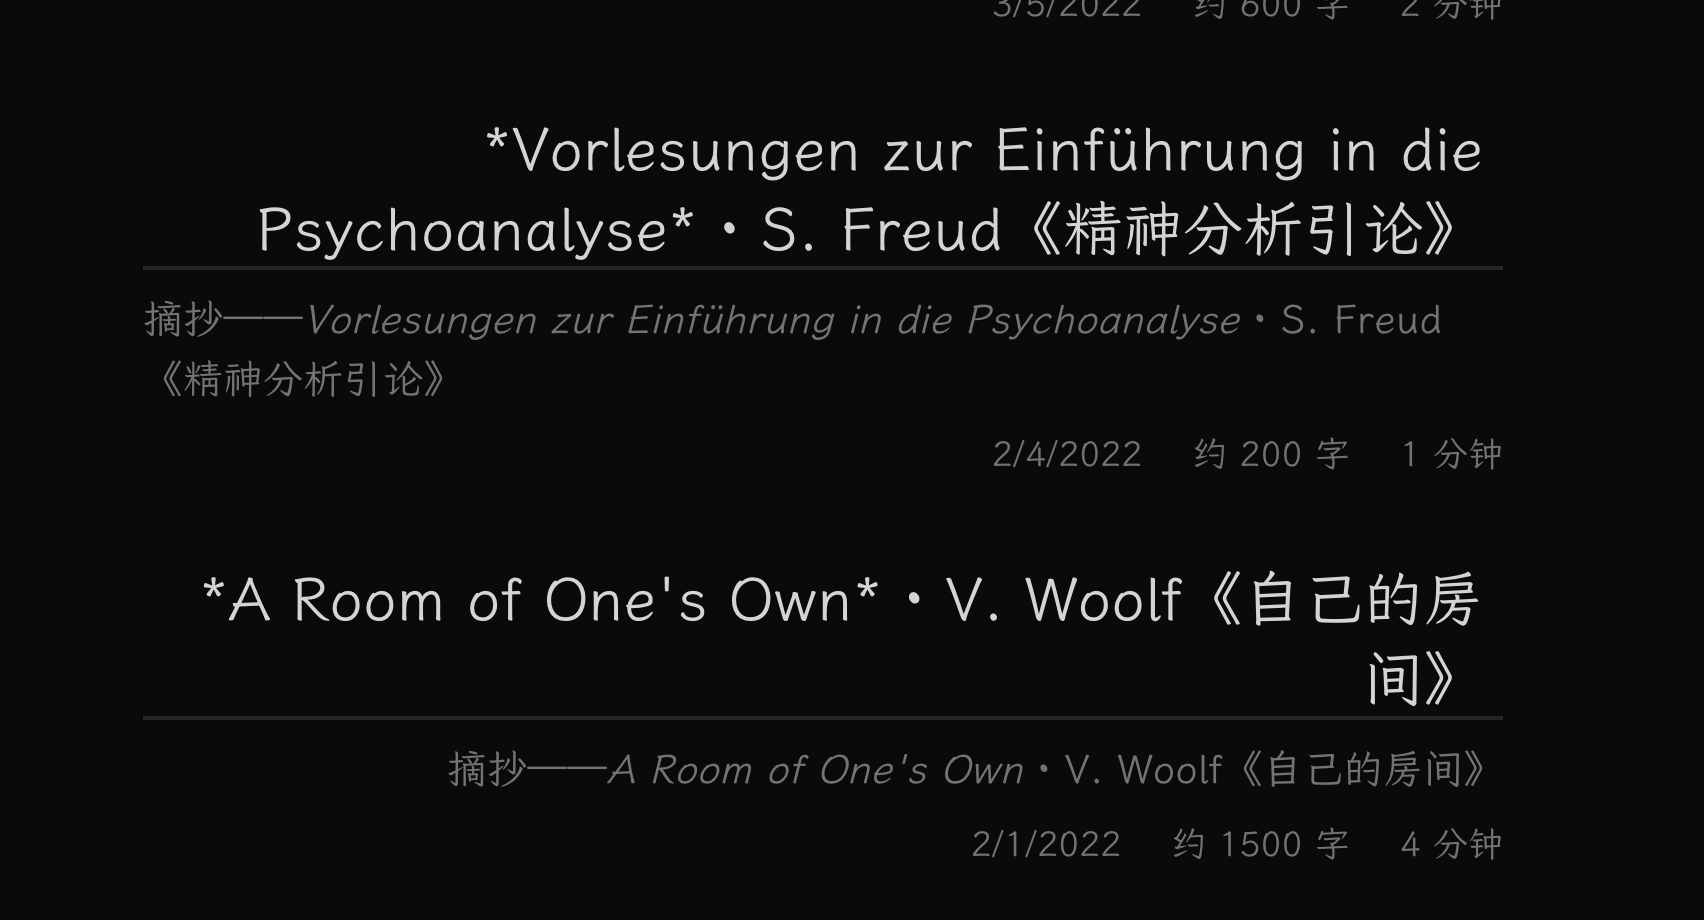 3/5/2022 约 600 字 2 分钟
*Vorlesungen zur Einführung in die
Psychoanalyse*・S. Freud《精神分析引论》
摘抄——Vorlesungen zur Einführung in die Psychoanalyse・S. Freud
《精神分析引论》
2/4/2022 约 200 字 1 分钟
*A Room of One's Own*・V. Woolf《自己的房
间》
摘抄——A Room of One's Own・V. Woolf《自己的房间》
2/1/2022 约 1500 字 4 分钟